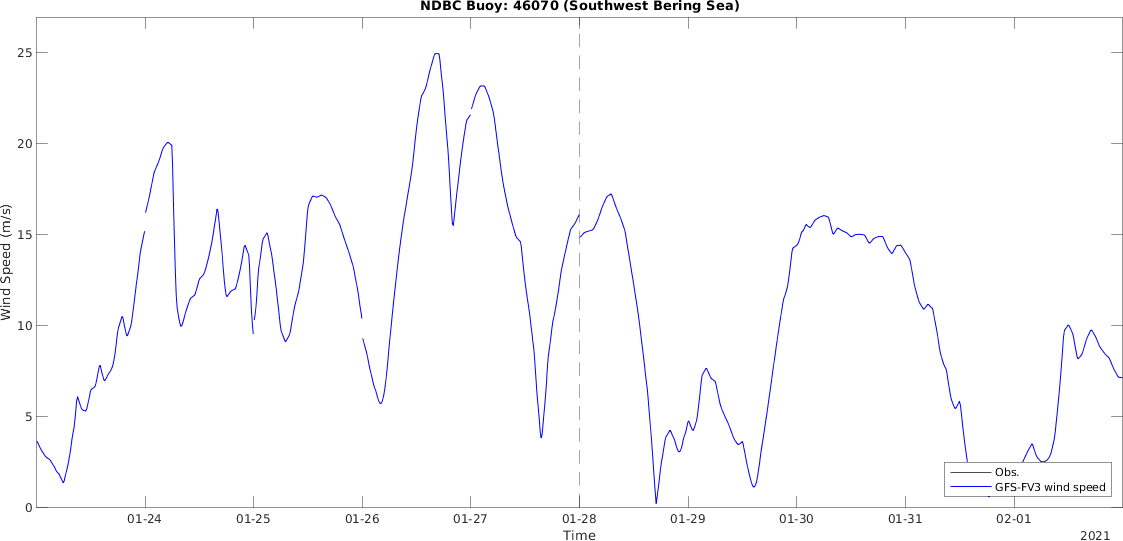 NDBC Buoy: 46070 (Southwest Bering Sea)
Wind Speed (m/s)
25
20
15
10
5
0
Obs.
GFS-FV3 wind speed
01-24 01-25 01-26 01-27 01-28 01-29 01-30 01-31 02-01
Time
2021